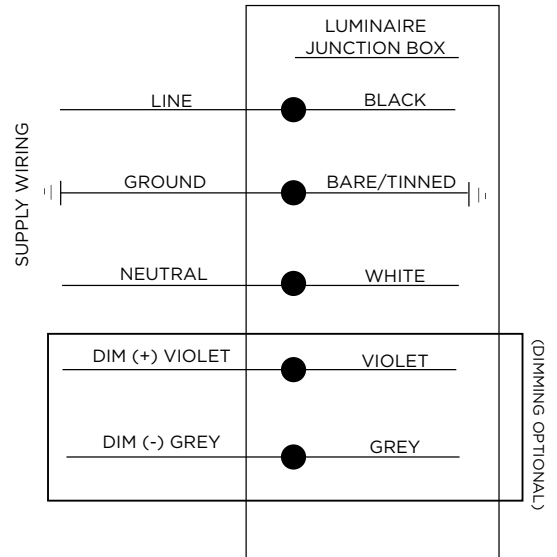 LUMINAIRE
JUNCTION BOX
SUPPLY WIRING
LINE
BLACK
GROUND
BARE/TINNED
NEUTRAL
WHITE
DIM (+) VIOLET
VIOLET
DIM (-) GREY
GREY
(DIMMING OPTIONAL)